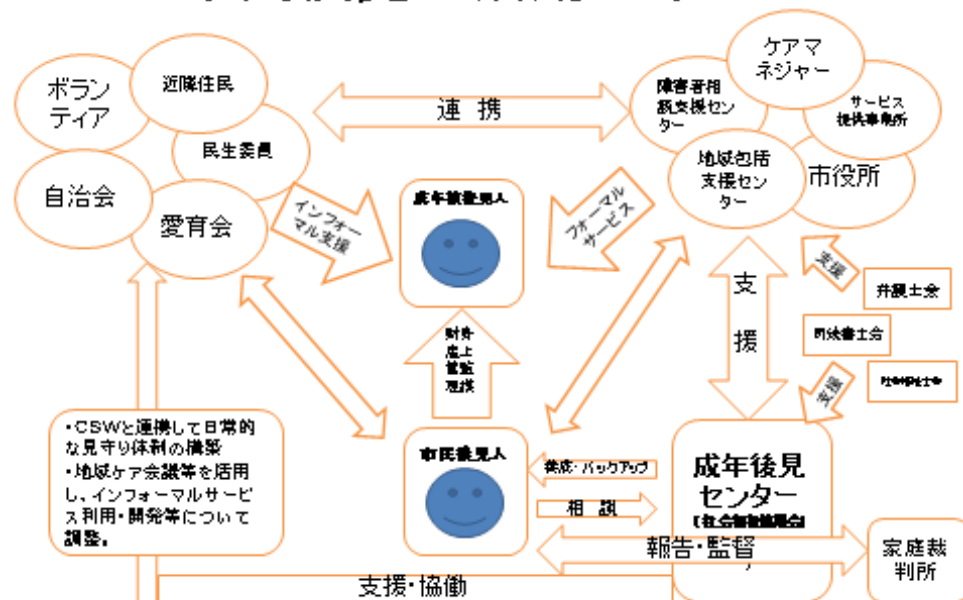 ボラン
ティア
近隣住民
民生委員
自治会
愛育会
連携
ケアマ
ネジャー
障害者相
談支援セン
ター
サービス
提供事業所
地域包括
支援セン
ター
市役所
インフォー
マル支援
成年被後見人
フォーマル
サービス
支援
支援
弁護士会
司法書士会
社会福祉士会
支援
財身
産上
管監
理護
・CSWと連携して日常的
な見守り体制の構築
・地域ケア会議等を活用
し、インフォーマルサービ
ス利用・開発等について
調整。
市民後見人
養成・バックアップ
相談
成年後見
センター
(社会福祉協議会)
報告・監督
家庭裁
判所
支援・協働